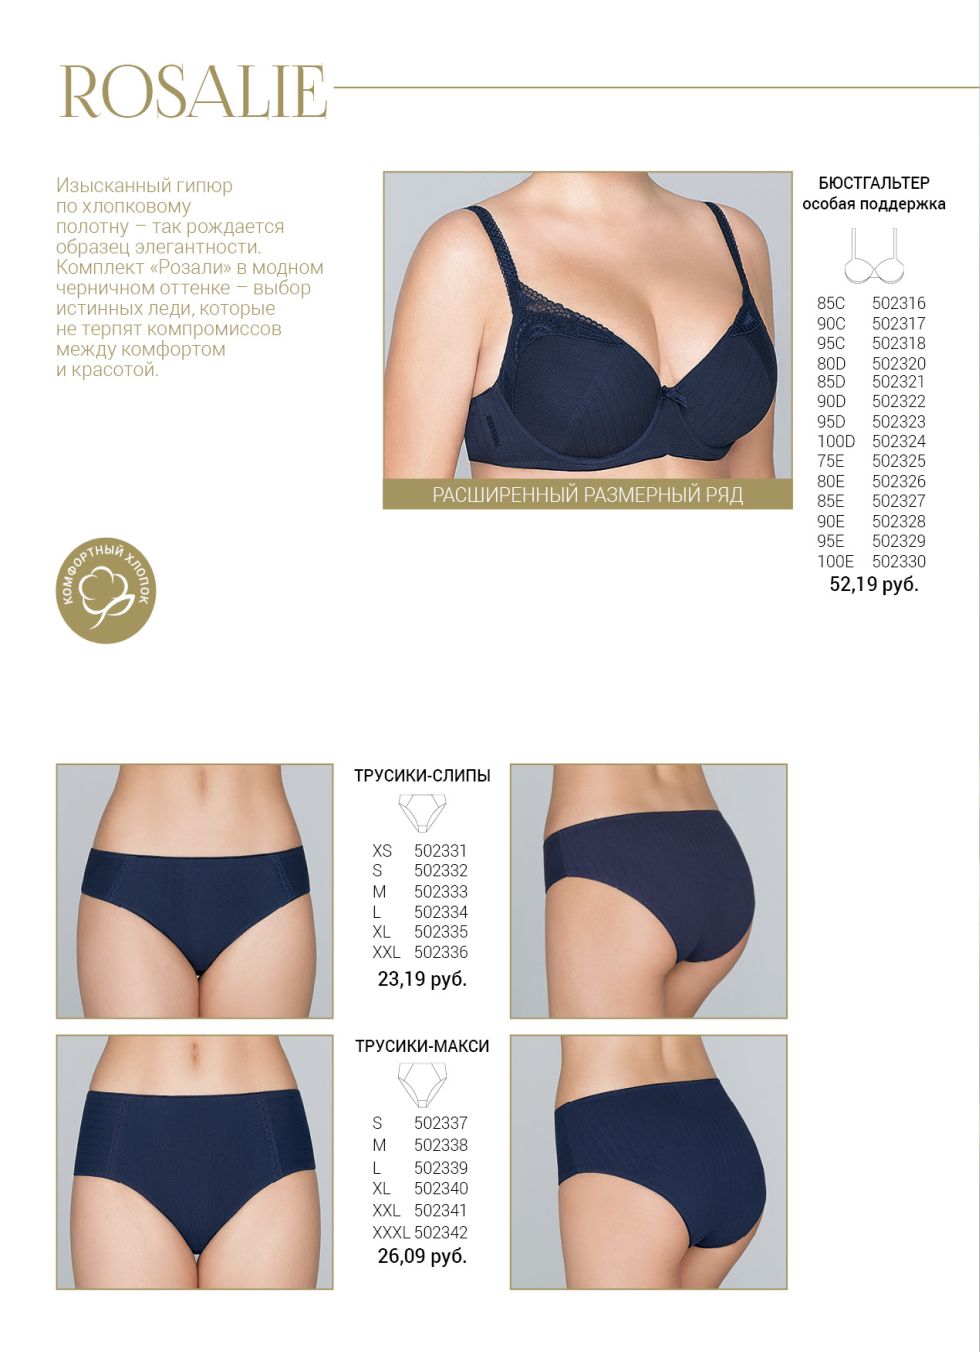 ROSALIE
Изысканный гипюр
по хлопковому
полотну – так рождается
образец элегантности.
Комплект «Розали» в модном
черничном оттенке – выбор
истинных леди, которые
не терпят компромиссов
между комфортом
и красотой.
РАСШИРЕННЫЙ РАЗМЕРНЫЙ РЯД
БЮСТГАЛЬТЕР
особая поддержка
85C 502316
90C 502317
95C 502318
80D 502320
85D 502321
90D 502322
95D 502323
100D 502324
75E 502325
80E 502326
85E 502327
90E 502328
95E 502329
100E 502330
52,19 руб.
КОМФОРТНЫЙ ХЛОПОК
ТРУСИКИ-СЛИПЫ
XS 502331
S 502332
M 502333
L 502334
XL 502335
XXL 502336
23,19 руб.
ТРУСИКИ-МАКСИ
S 502337
M 502338
L 502339
XL 502340
XXL 502341
XXXL 502342
26,09 руб.